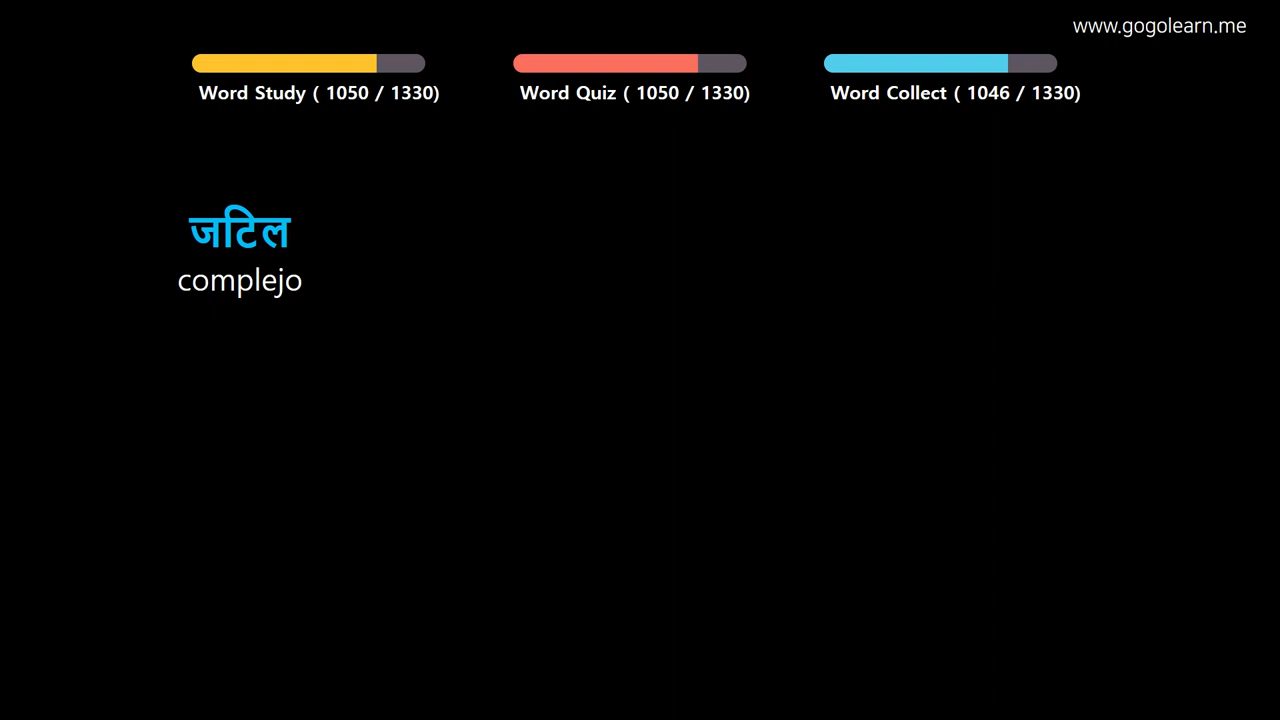 www.gogolearn.me
Word Study ( 1050 / 1330)
Word Quiz ( 1050 / 1330)
Word Collect ( 1046 / 1330)
जटिल
complejo